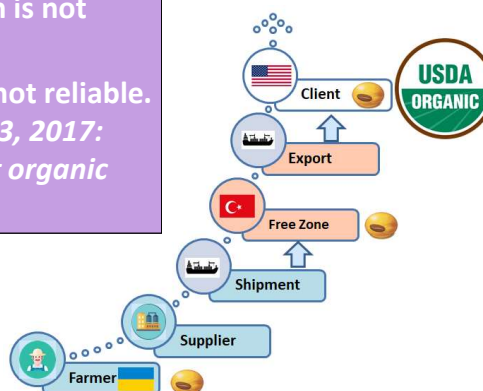 is not
not reliable.
3, 2017:
organic
USDA
ORGANIC
Client
Export
Free Zone
Shipment
Supplier
Farmer